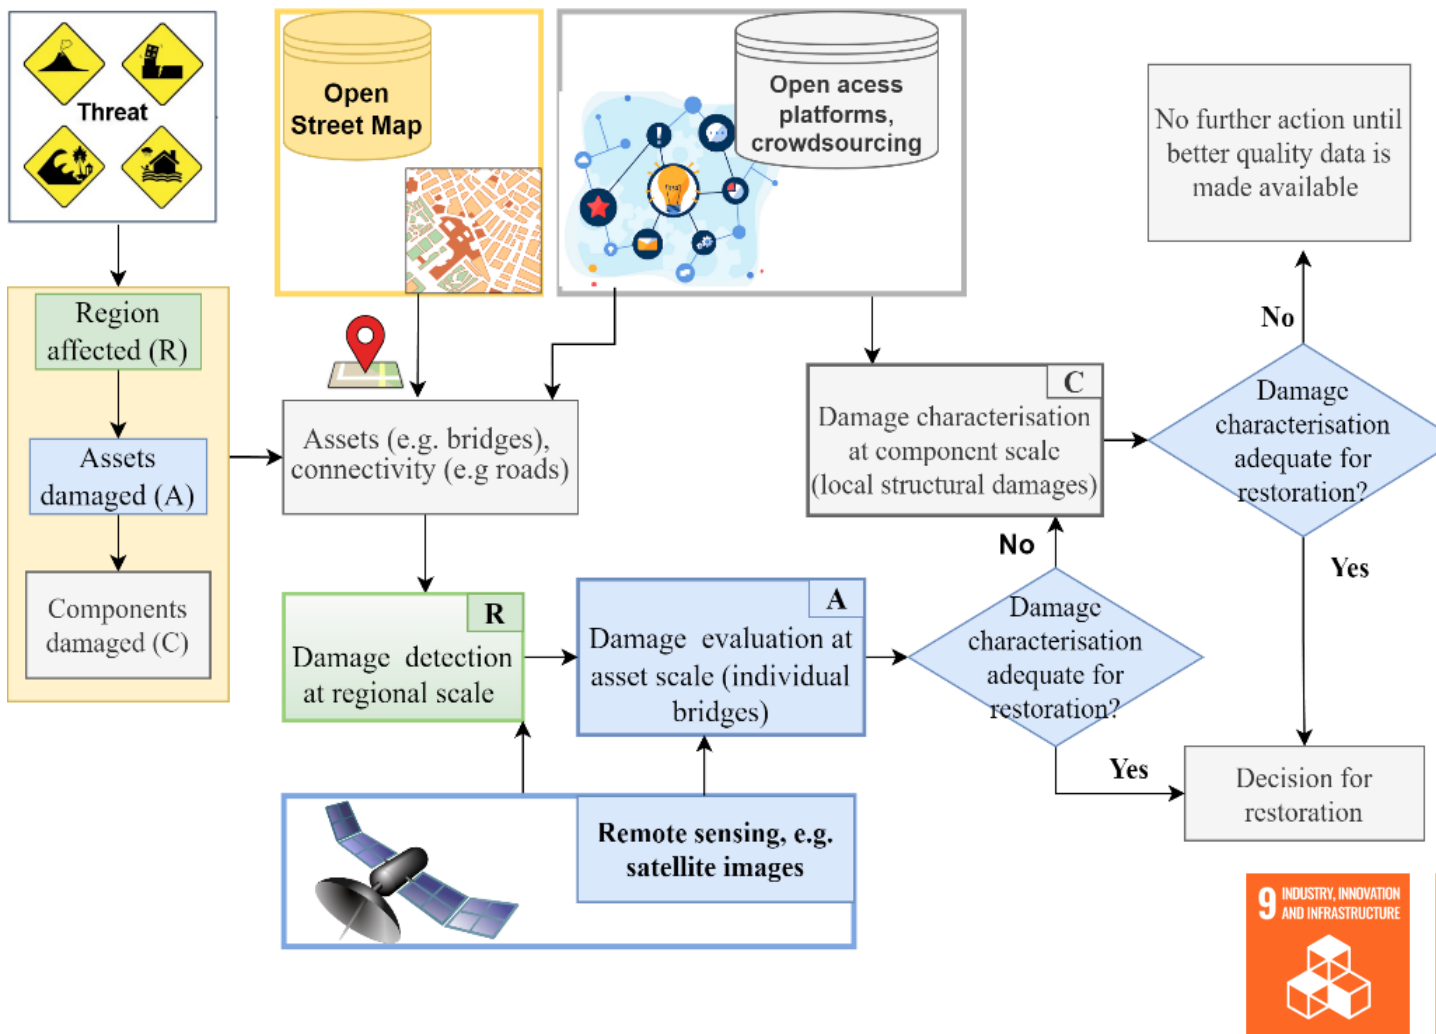 Threat
Open
Street Map
Open acess
platforms,
crowdsourcing
No further action until
better quality data is
made available
Region
affected (R)
Assets
damaged (A)
Components
damaged (C)
Assets (e.g. bridges),
connectivity (e.g roads)
C
Damage characterisation
at component scale
(local structural damages)
No
Damage
characterisation
adequate for
restoration?
Yes
No
R
Damage detection
at regional scale
A
Damage evaluation at
asset scale (individual
bridges)
Damage
characterisation
adequate for
restoration?
Yes
Decision for
restoration
Remote sensing, e.g.
satellite images
9 INDUSTRY, INNOVATION
AND INFRASTRUCTURE